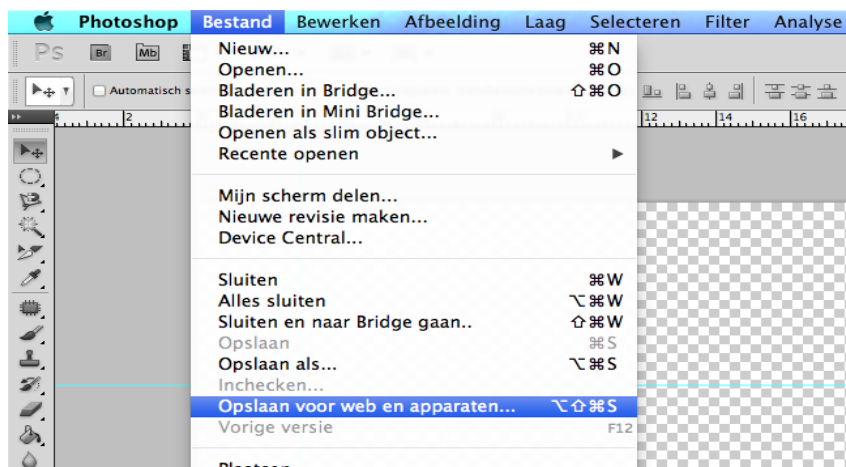 Photoshop Bestand Bewerken Afbeelding Laag Selecteren Filter Analyse
Ps Br Mb
Nieuw... ⌘N
Openen... ⌘O
Automatisch s
Bladeren in Bridge... ⇧⌘O
Bladeren in Mini Bridge...
2 12 14 16
Openen als slim object...
Recente openen ▶
Mijn scherm delen...
Nieuwe revisie maken...
Device Central...
Sluiten ⌘W
Alles sluiten ⌥⌘W
Sluiten en naar Bridge gaan.. ⇧⌘W
Opslaan ⌘S
Opslaan als... ⌥⌘S
Inchecken...
Opslaan voor web en apparaten... ⌥⇧⌘S
Vorige versie F12
Plaatsen